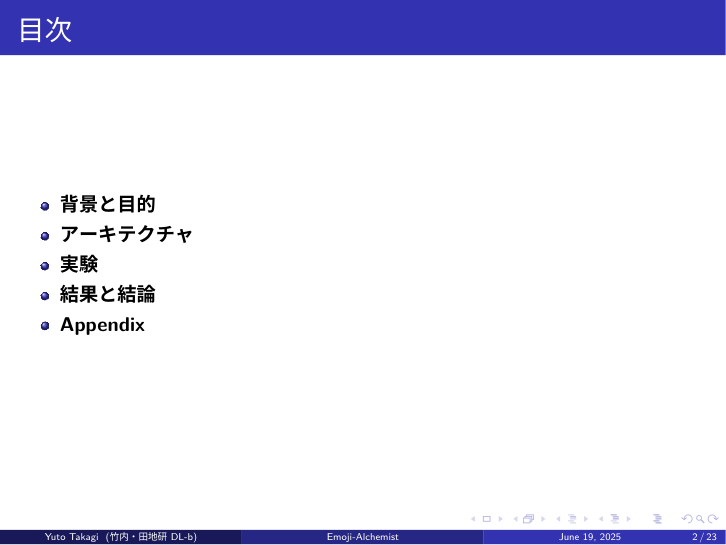 目次
背景と目的
アーキテクチャ
実験
結果と結論
Appendix
Yuto Takagi (竹内・田地研 DL-b)
Emoji-Alchemist
June 19, 2025
2 / 23